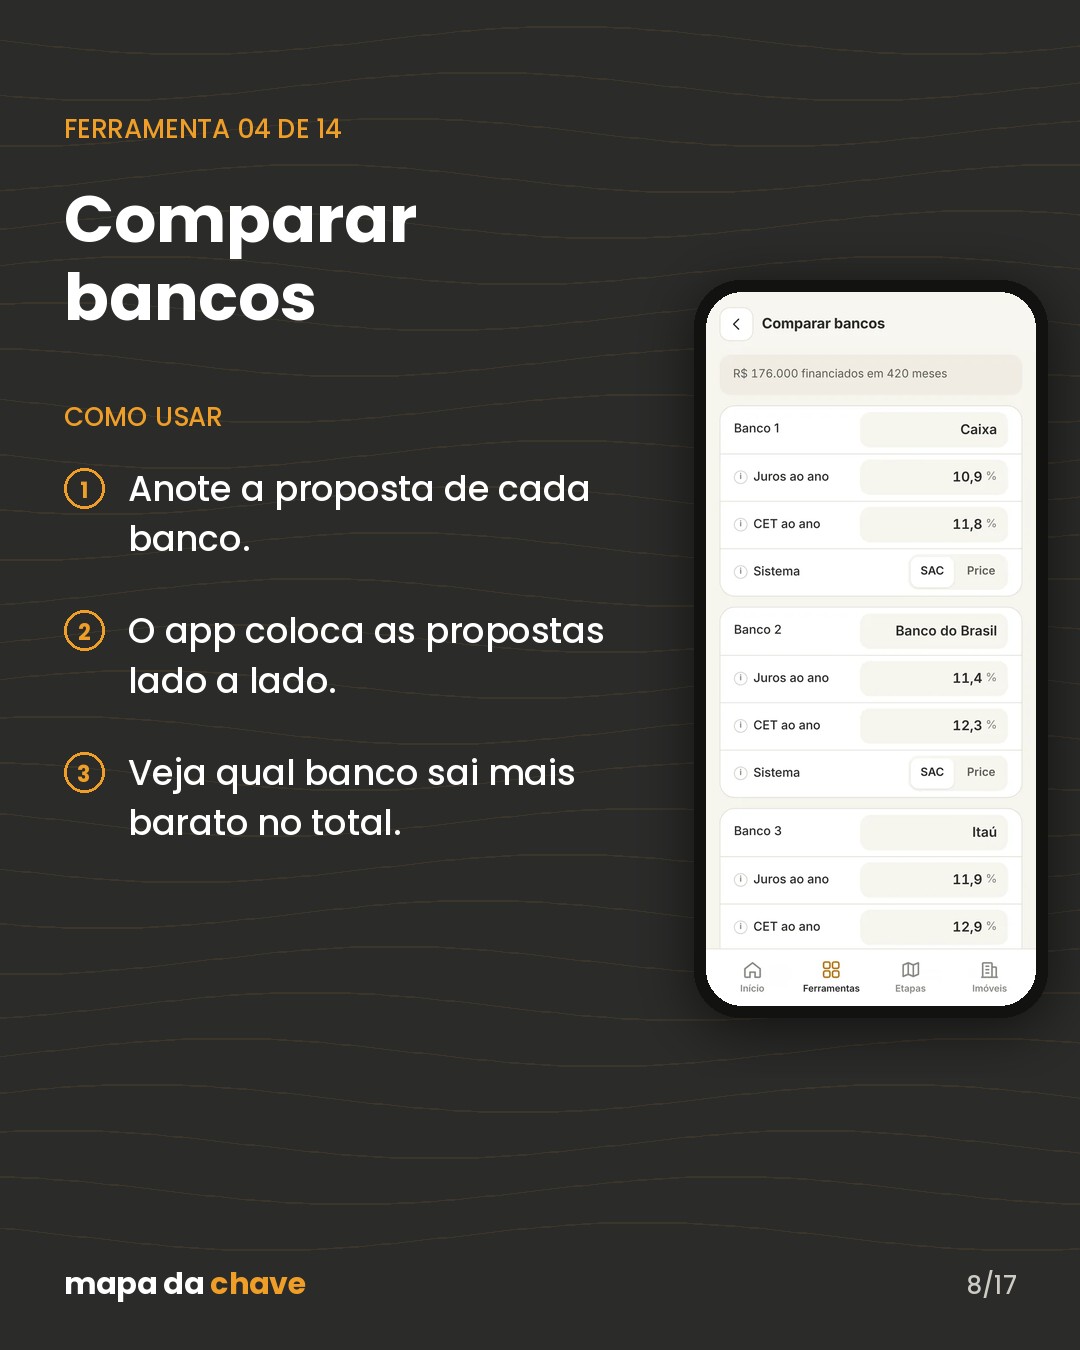 FERRAMENTA 04 DE 14
Comparar
bancos
COMO USAR
1 Anote a proposta de cada
banco.
2 O app coloca as propostas
lado a lado.
3 Veja qual banco sai mais
barato no total.
Comparar bancos
R$ 176.000 financiados em 420 meses
Banco 1 Caixa
i Juros ao ano 10,9 %
i CET ao ano 11,8 %
i Sistema SAC Price
Banco 2 Banco do Brasil
i Juros ao ano 11,4 %
i CET ao ano 12,3 %
i Sistema SAC Price
Banco 3 Itaú
i Juros ao ano 11,9 %
i CET ao ano 12,9 %
Início Ferramentas Etapas Imóveis
mapa da chave 8/17